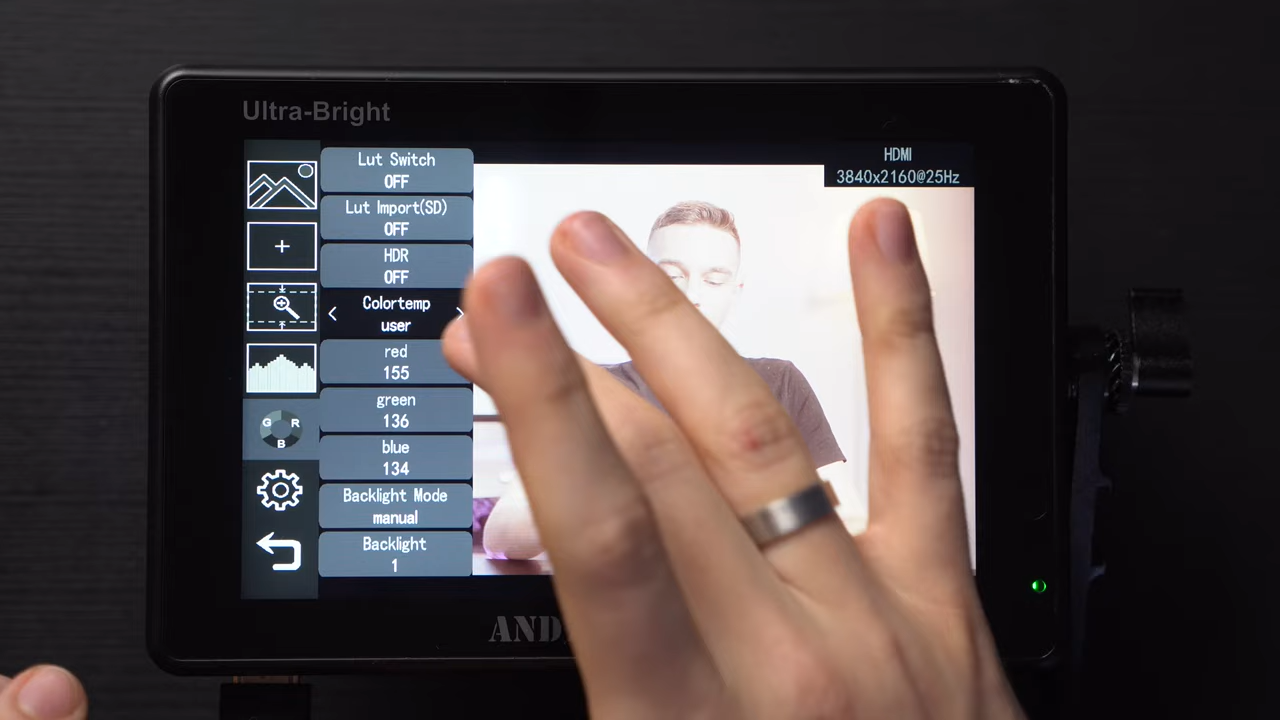 Ultra-Bright
HDMI
3840x2160@25Hz
Lut Switch
OFF
Lut Import(SD)
OFF
HDR
OFF
Colortemp
user
red
155
green
136
blue
134
Backlight Mode
manual
Backlight
1
G R
B